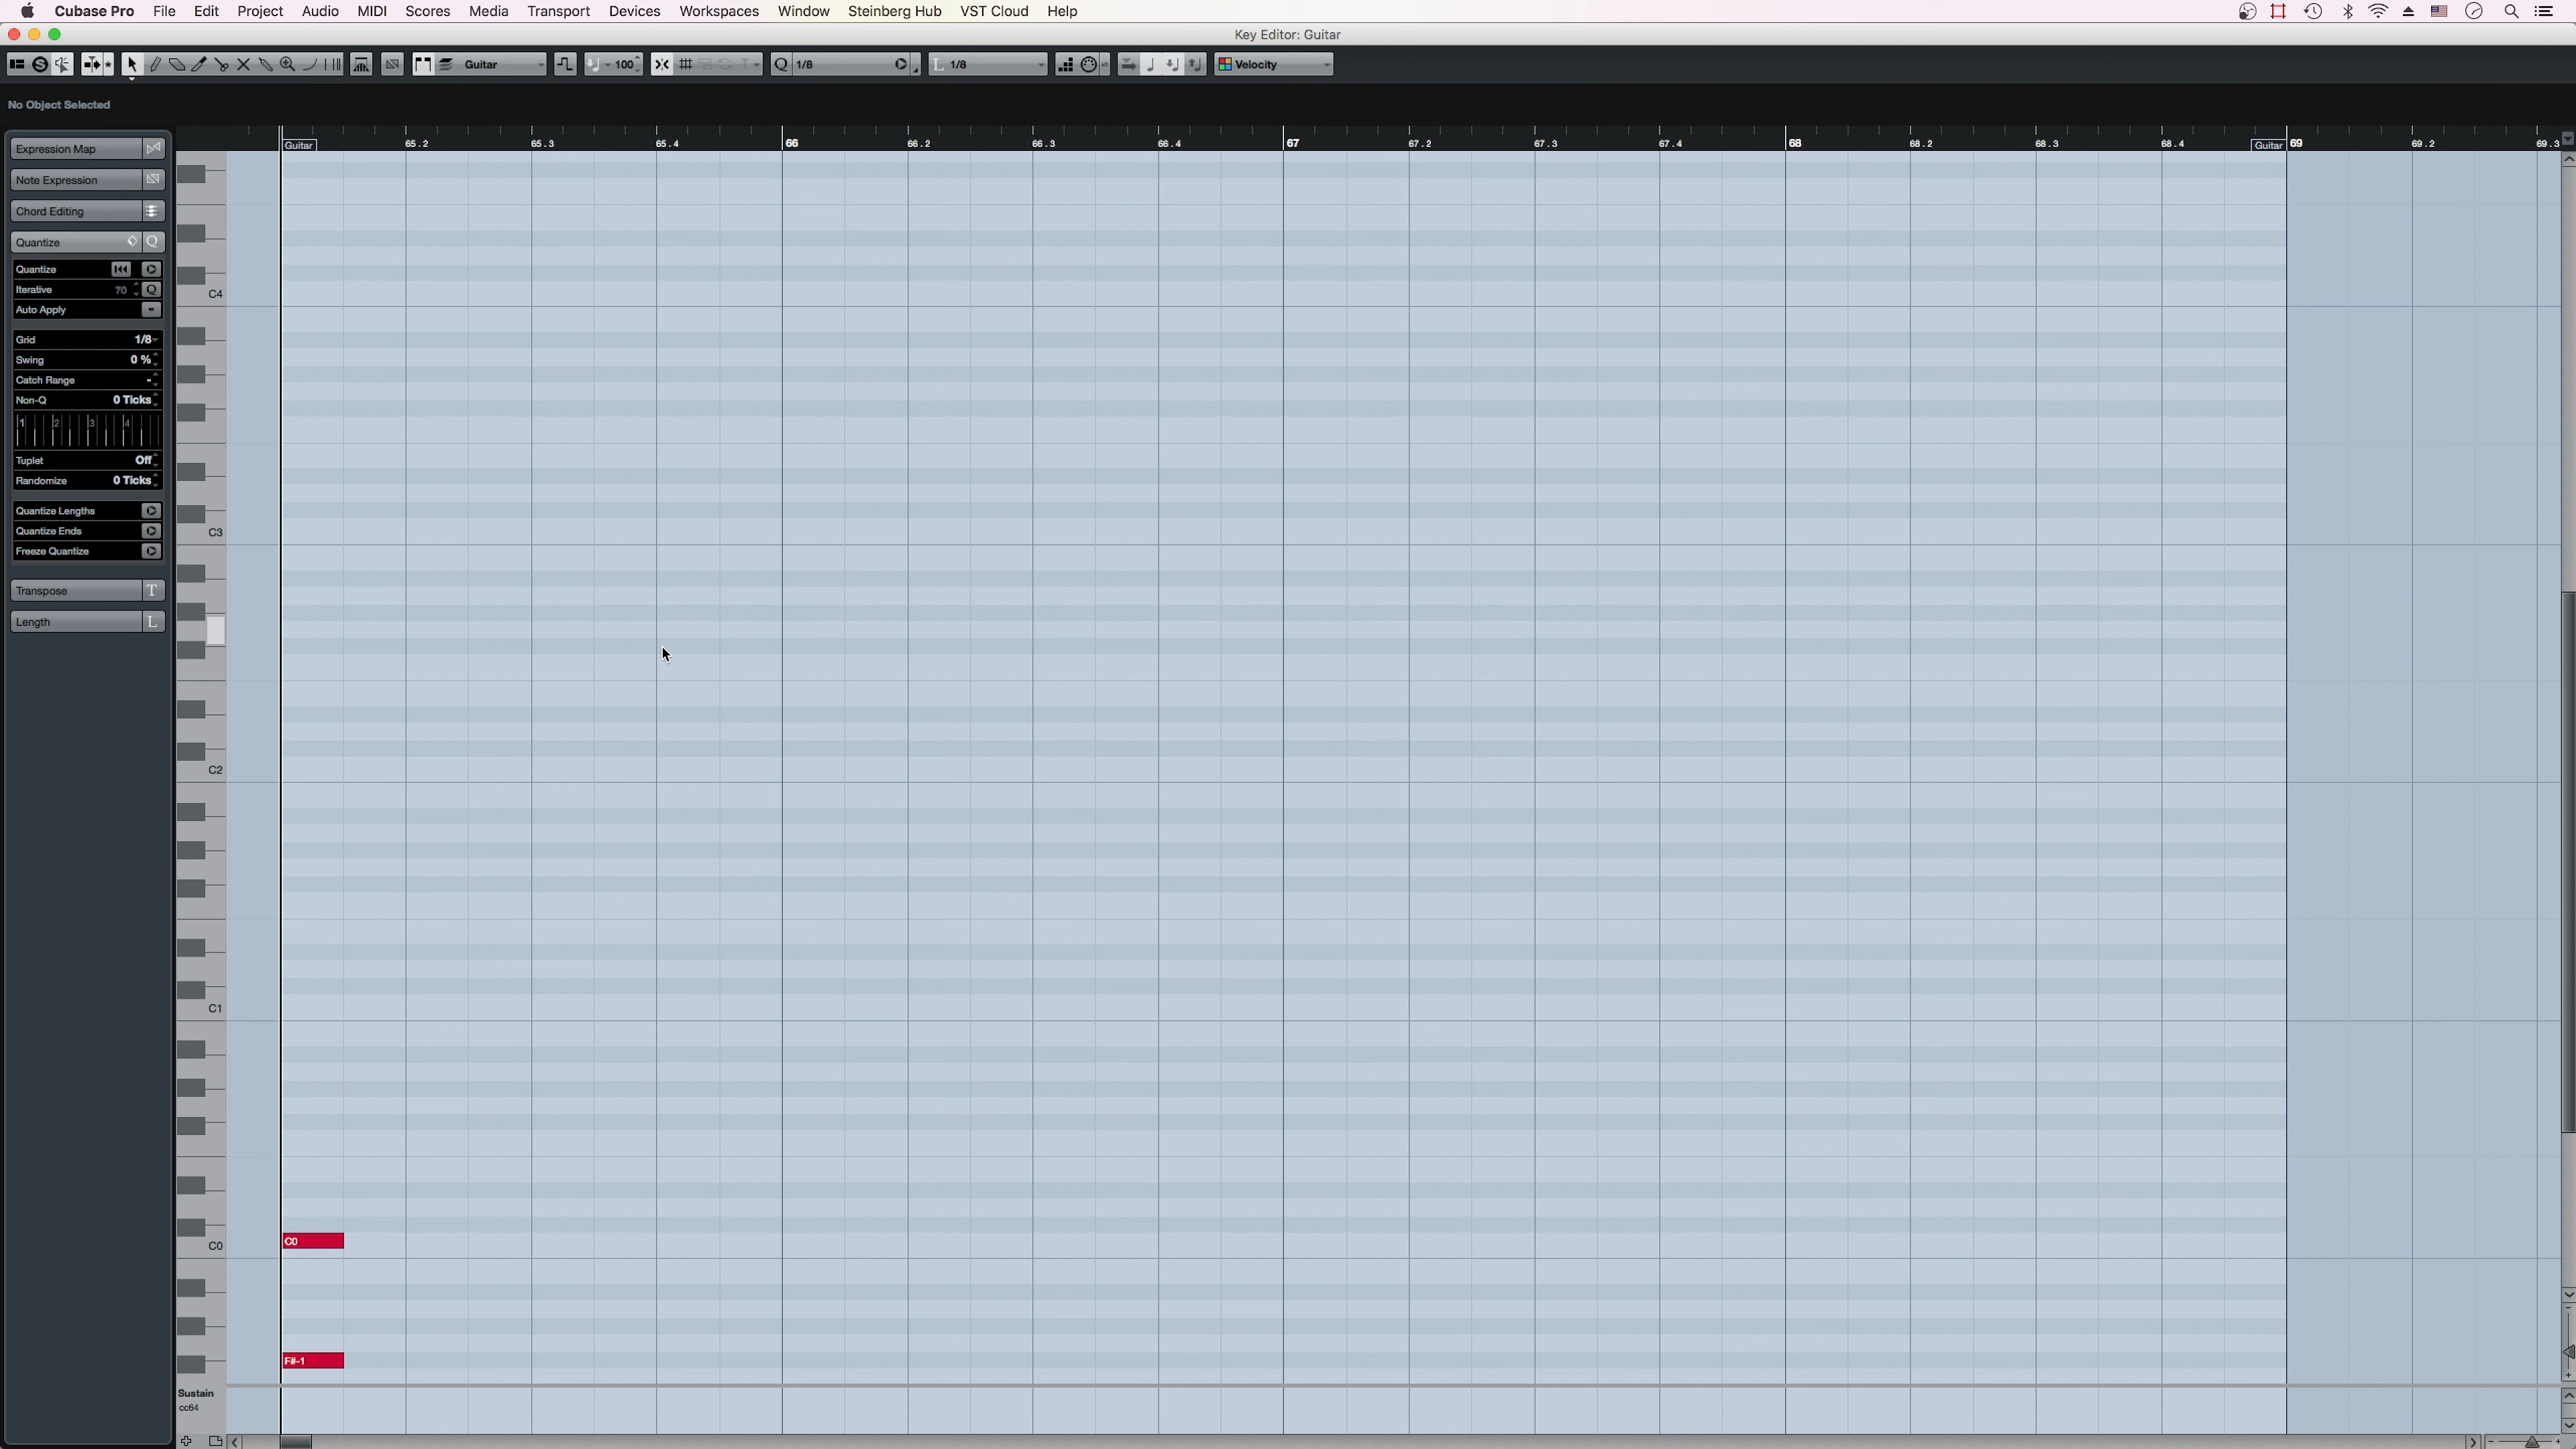 Cubase Pro File Edit Project Audio MIDI Scores Media Transport Devices Workspaces Window Steinberg Hub VST Cloud Help
Key Editor: Guitar
Guitar 100 Q 1/8 L 1/8 Velocity
No Object Selected
Guitar 65.2 65.3 65.4 66 66.2 66.3 66.4 67 67.2 67.3 67.4 68 68.2 68.3 68.4 Guitar 69 69.2 69.3
Expression Map
Note Expression
Chord Editing
Quantize Q
Quantize
Iterative 70 Q
Auto Apply
Grid 1/8
Swing 0 %
Catch Range -
Non-Q 0 Ticks
1 2 3 4
Tuplet Off
Randomize 0 Ticks
Quantize Lengths
Quantize Ends
Freeze Quantize
Transpose T
Length L
C4
C3
C2
C1
C0 C0
F#-1
Sustain
cc64